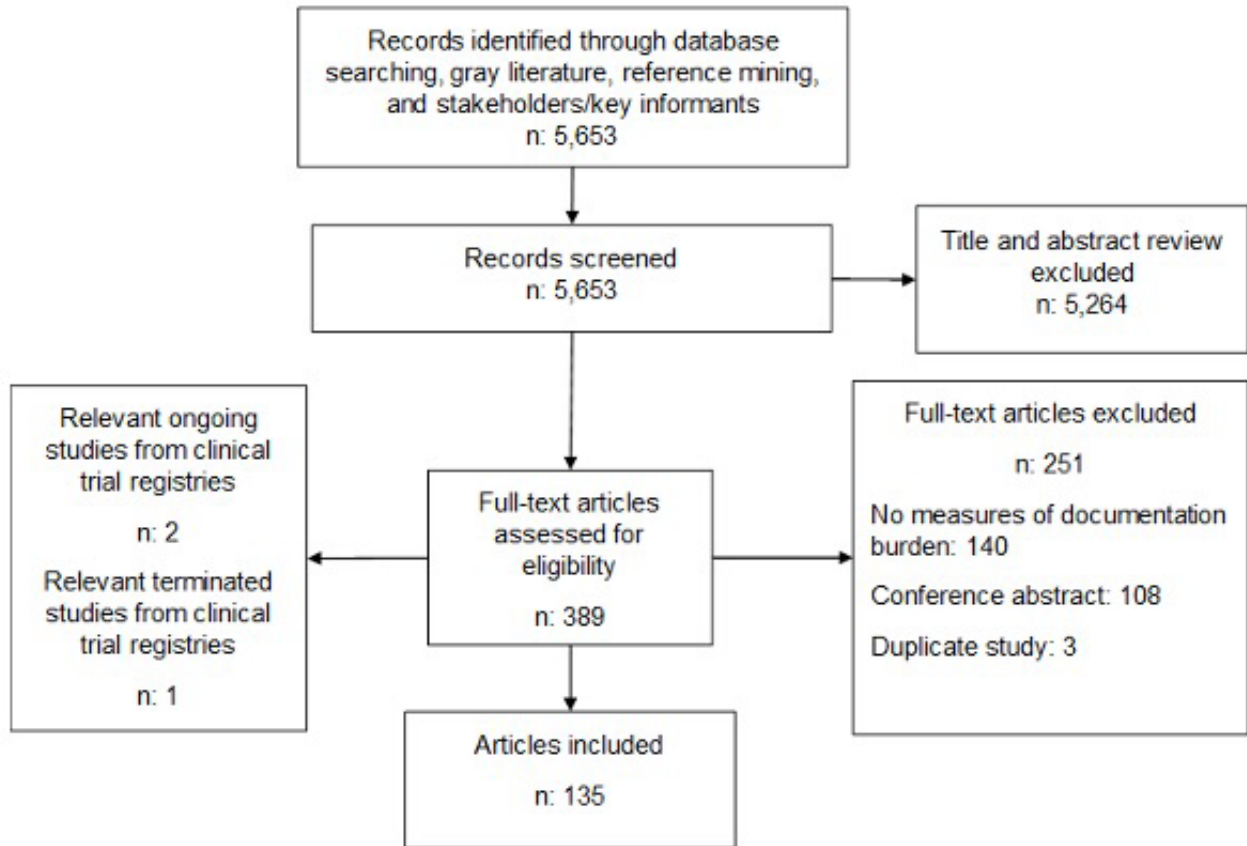 Records identified through database
searching, gray literature, reference mining,
and stakeholders/key informants
n: 5,653
Records screened
n: 5,653
Title and abstract review
excluded
n: 5,264
Relevant ongoing
studies from clinical
trial registries
n: 2
Relevant terminated
studies from clinical
trial registries
n: 1
Full-text articles
assessed for
eligibility
n: 389
Full-text articles excluded
n: 251
No measures of documentation
burden: 140
Conference abstract: 108
Duplicate study: 3
Articles included
n: 135